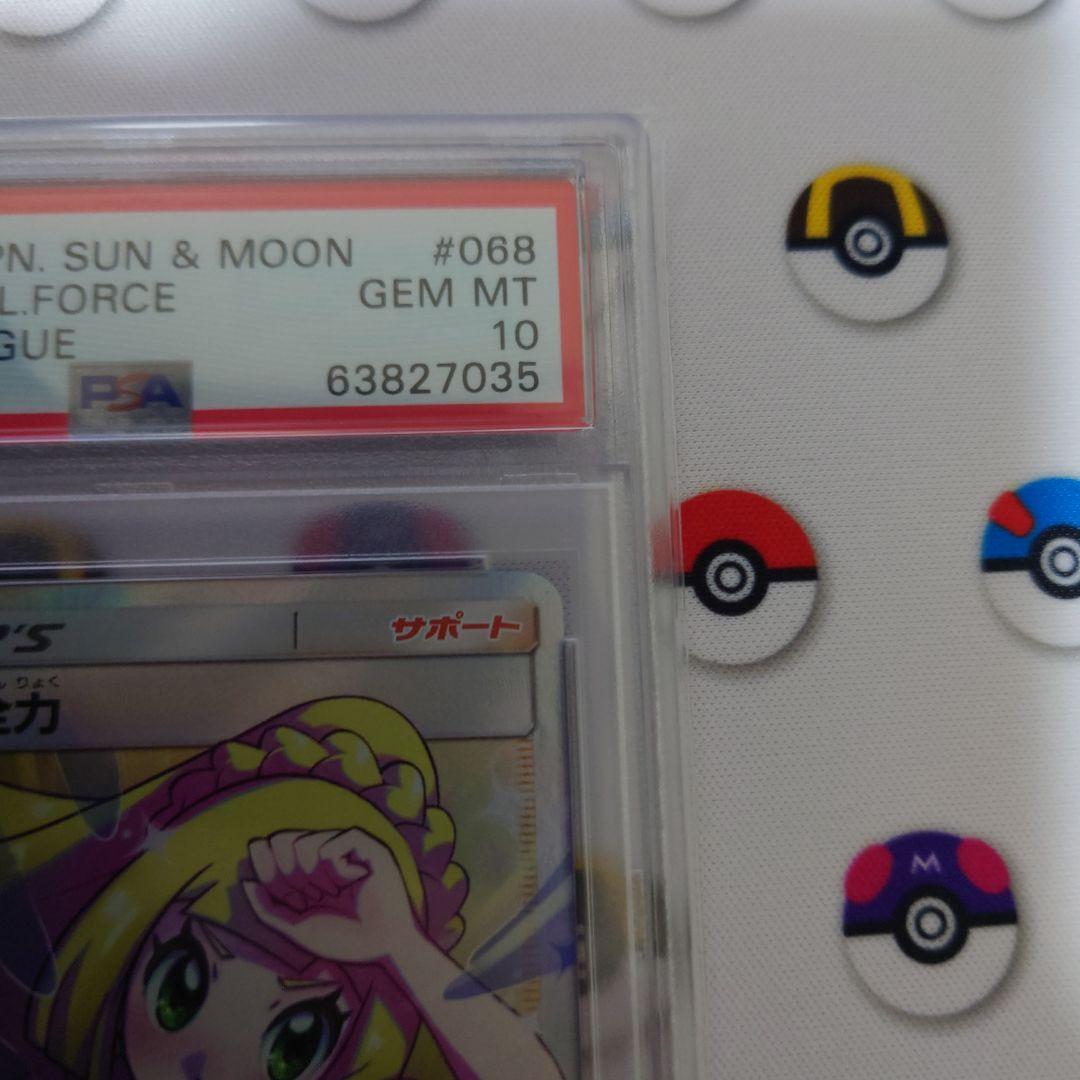 PN. SUN & MOON #068
L.FORCE GEM MT
GUE 10
PSA 63827035
P'S サポート
りょく
全力
M